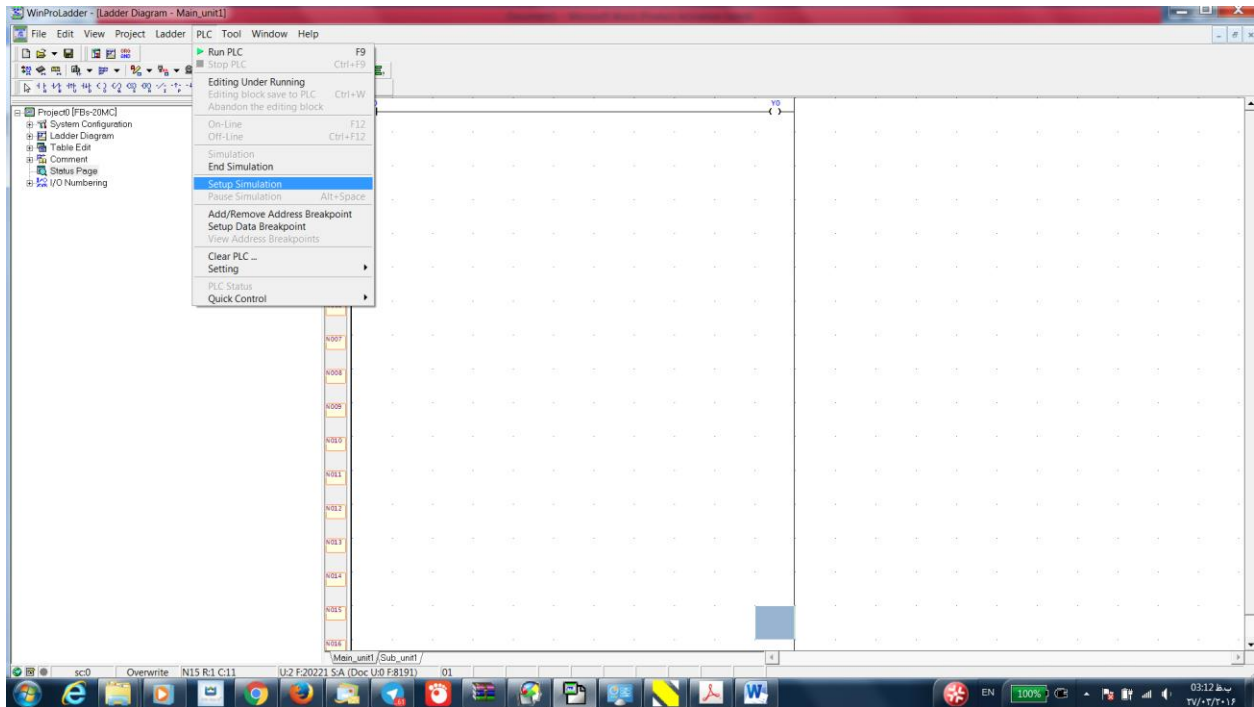 WinProLadder - [Ladder Diagram - Main_unit1]
File Edit View Project Ladder PLC Tool Window Help
Run PLC F9
Stop PLC Ctrl+F9
Editing Under Running
Editing block save to PLC Ctrl+W
Abandon the editing block
On-Line F12
Off-Line Ctrl+F12
Simulation
End Simulation
Setup Simulation
Pause Simulation Alt+Space
Add/Remove Address Breakpoint
Setup Data Breakpoint
View Address Breakpoints
Clear PLC ...
Setting
PLC Status
Quick Control
Project0 [FBs-20MC]
System Configuration
Ladder Diagram
Table Edit
Comment
Status Page
I/O Numbering
Y0
N007
N008
N009
N010
N011
N012
N013
N014
N015
N016
Main_unit1 Sub_unit1
sc:0 Overwrite N15 R:1 C:11 U:2 F:20221 S:A (Doc U:0 F:8191) 01
EN 100% 03:12 ب.ظ